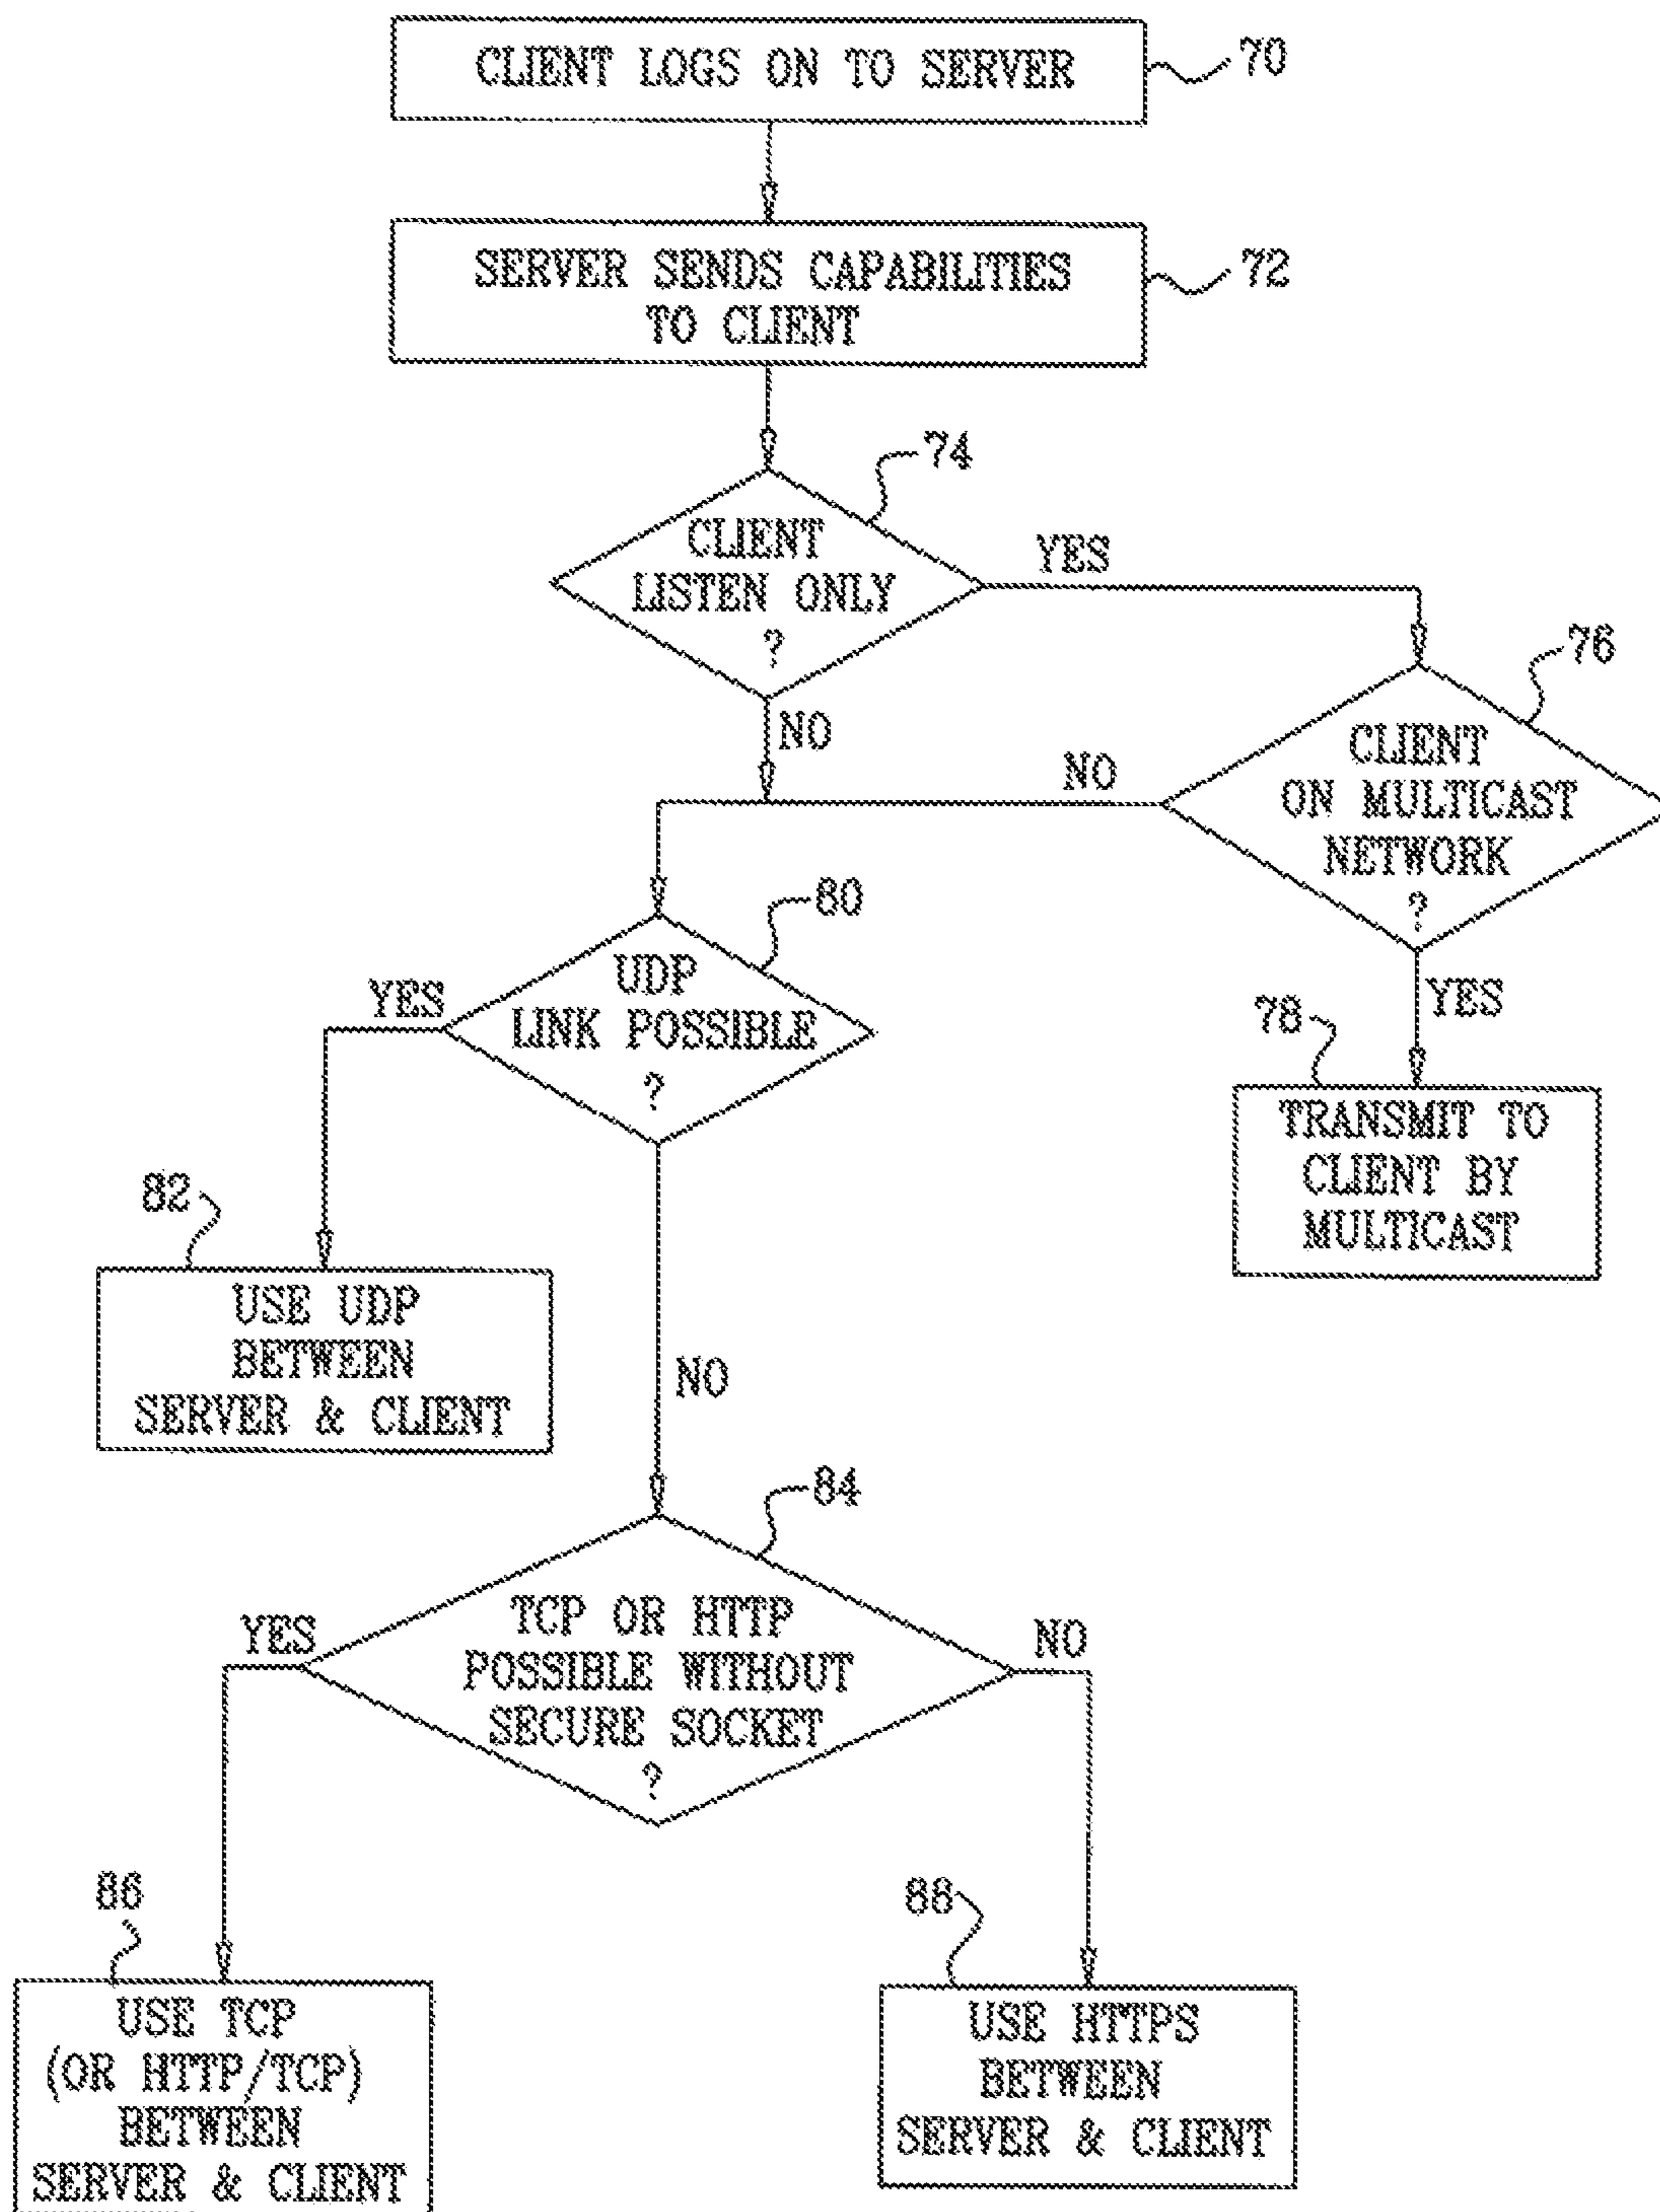 CLIENT LOGS ON TO SERVER
70
SERVER SENDS CAPABILITIES
TO CLIENT
72
74
CLIENT
LISTEN ONLY
?
YES
NO
76
CLIENT
ON MULTICAST
NETWORK
?
NO
YES
78
TRANSMIT TO
CLIENT BY
MULTICAST
80
UDP
LINK POSSIBLE
?
YES
NO
82
USE UDP
BETWEEN
SERVER & CLIENT
84
TCP OR HTTP
POSSIBLE WITHOUT
SECURE SOCKET
?
YES
NO
86
USE TCP
(OR HTTP/TCP)
BETWEEN
SERVER & CLIENT
88
USE HTTPS
BETWEEN
SERVER & CLIENT